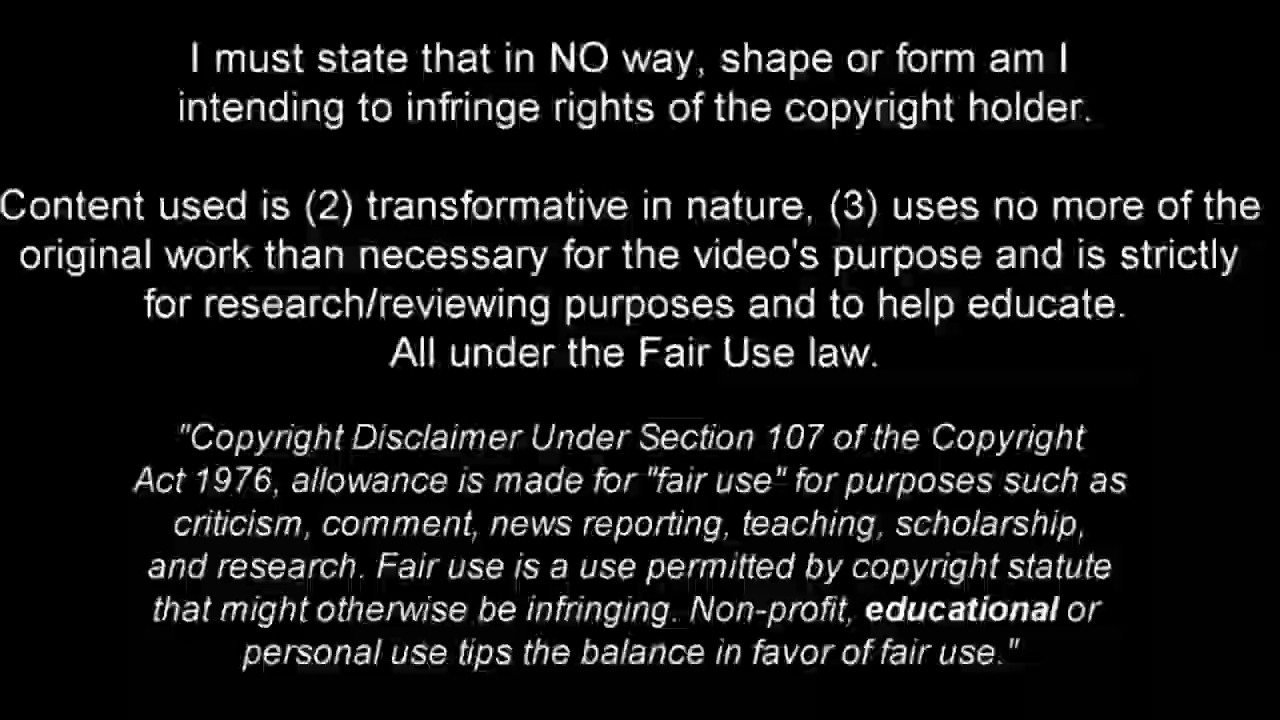 I must state that in NO way, shape or form am I
intending to infringe rights of the copyright holder.
Content used is (2) transformative in nature, (3) uses no more of the
original work than necessary for the video's purpose and is strictly
for research/reviewing purposes and to help educate.
All under the Fair Use law.
"Copyright Disclaimer Under Section 107 of the Copyright
Act 1976, allowance is made for "fair use" for purposes such as
criticism, comment, news reporting, teaching, scholarship,
and research. Fair use is a use permitted by copyright statute
that might otherwise be infringing. Non-profit, educational or
personal use tips the balance in favor of fair use."